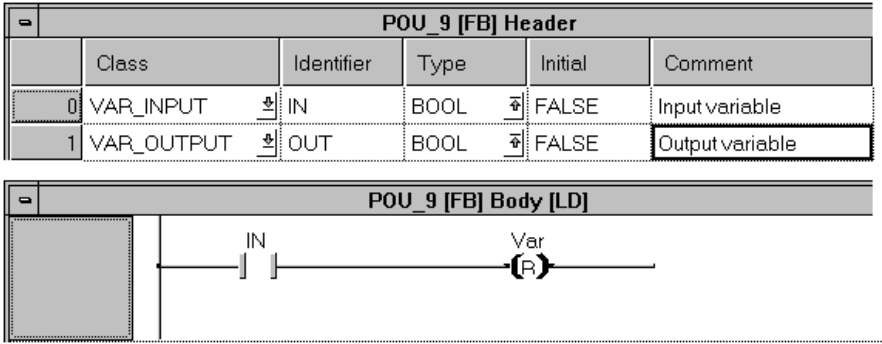 POU_9 [FB] Header
Class Identifier Type Initial Comment
0 VAR_INPUT IN BOOL FALSE Input variable
1 VAR_OUTPUT OUT BOOL FALSE Output variable
POU_9 [FB] Body [LD]
IN Var
R